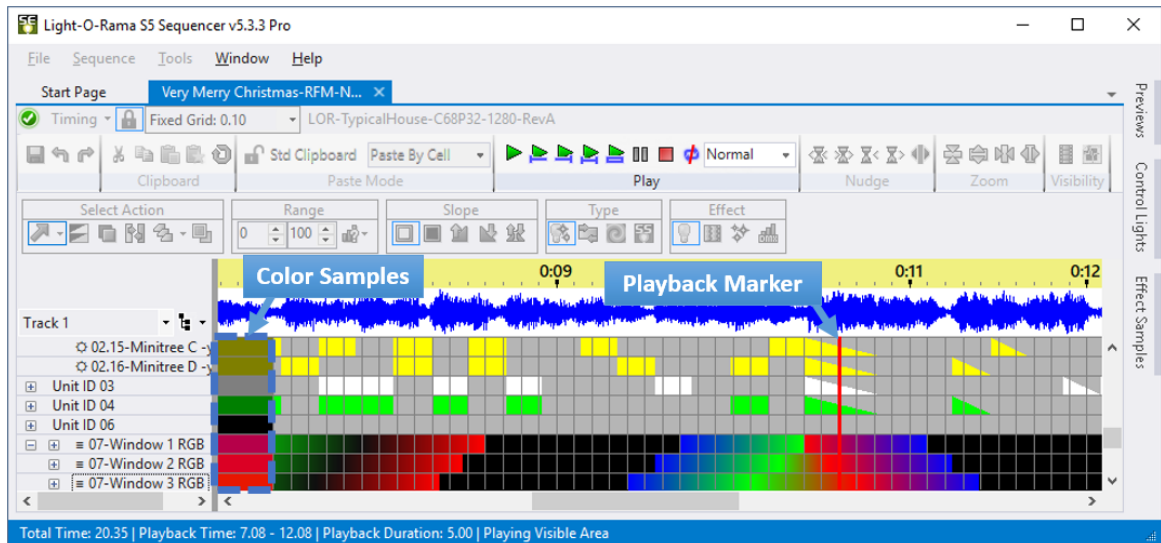 Light-O-Rama S5 Sequencer v5.3.3 Pro
File Sequence Tools Window Help
Start Page Very Merry Christmas-RFM-N...
Timing Fixed Grid: 0.10 LOR-TypicalHouse-C68P32-1280-RevA
Std Clipboard Paste By Cell Normal
Clipboard Paste Mode Play Nudge Zoom Visibility
Select Action Range Slope Type Effect
0 100
Color Samples 0:09 Playback Marker 0:11 0:12
Track 1
02.15-Minitree C -y
02.16-Minitree D -y
Unit ID 03
Unit ID 04
Unit ID 06
07-Window 1 RGB
07-Window 2 RGB
07-Window 3 RGB
Total Time: 20.35 | Playback Time: 7.08 - 12.08 | Playback Duration: 5.00 | Playing Visible Area
Previews
Control Lights
Effect Samples